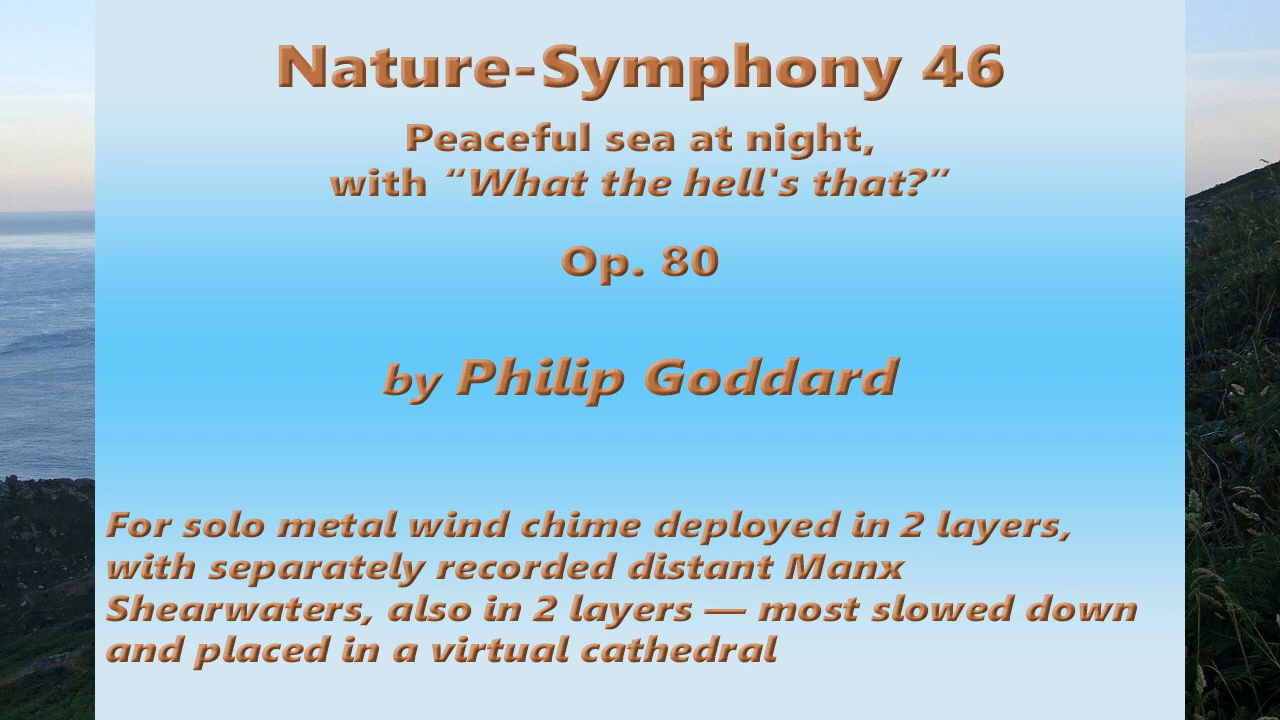 Nature-Symphony 46
Peaceful sea at night,
with “What the hell's that?”
Op. 80
by Philip Goddard
For solo metal wind chime deployed in 2 layers,
with separately recorded distant Manx
Shearwaters, also in 2 layers — most slowed down
and placed in a virtual cathedral